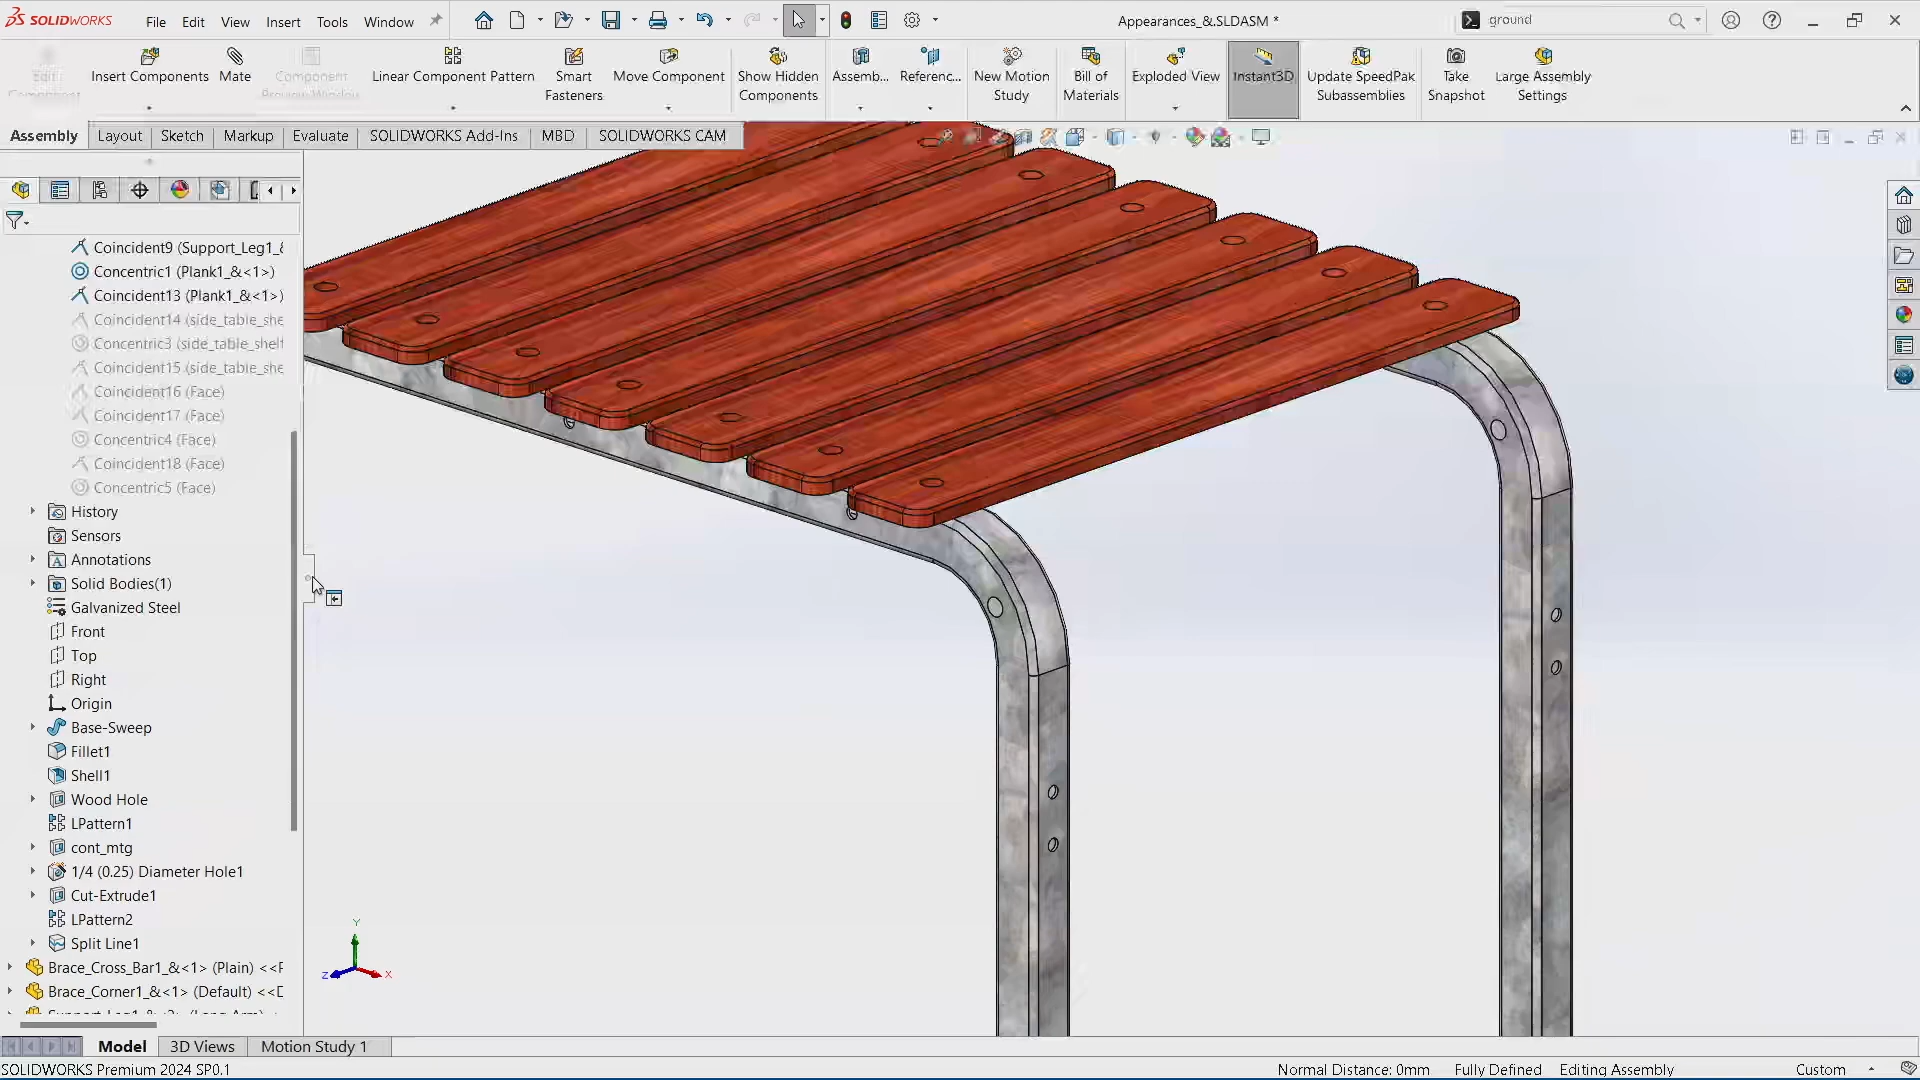 SOLIDWORKS
File Edit View Insert Tools Window
Appearances_&.SLDASM *
ground
Insert Components
Mate
Component
Preview Window
Linear Component Pattern
Smart
Fasteners
Move Component
Show Hidden
Components
Assemb...
Referenc...
New Motion
Study
Bill of
Materials
Exploded View
Instant3D
Update SpeedPak
Subassemblies
Take
Snapshot
Large Assembly
Settings
Assembly Layout Sketch Markup Evaluate SOLIDWORKS Add-Ins MBD SOLIDWORKS CAM
Coincident9 (Support_Leg1_&
Concentric1 (Plank1_&<1>)
Coincident13 (Plank1_&<1>)
Coincident14 (side_table_she
Concentric3 (side_table_shelf
Coincident15 (side_table_she
Coincident16 (Face)
Coincident17 (Face)
Concentric4 (Face)
Coincident18 (Face)
Concentric5 (Face)
History
Sensors
Annotations
Solid Bodies(1)
Galvanized Steel
Front
Top
Right
Origin
Base-Sweep
Fillet1
Shell1
Wood Hole
LPattern1
cont_mtg
1/4 (0.25) Diameter Hole1
Cut-Extrude1
LPattern2
Split Line1
Brace_Cross_Bar1_&<1> (Plain) <<F
Brace_Corner1_&<1> (Default) <<D
Y
Z
X
Model 3D Views Motion Study 1
SOLIDWORKS Premium 2024 SP0.1
Normal Distance: 0mm Fully Defined Editing Assembly Custom